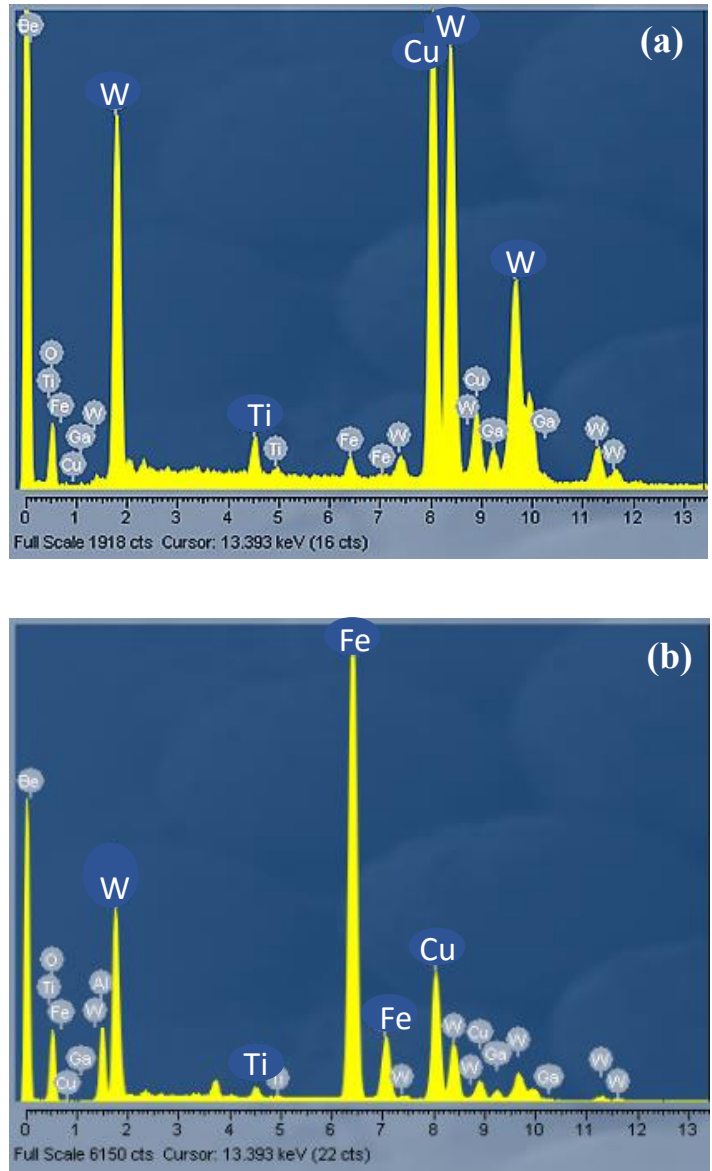 (a)
W
Cu
Be
W
W
O
Ti
Fe
W
Ga
Cu
Ti
Ti
Fe
Fe
W
Cu
W
Ga
Ga
W
W
0 1 2 3 4 5 6 7 8 9 10 11 12 13
Full Scale 1918 cts Cursor: 13.393 keV (16 cts)
Fe
(b)
Be
W
O
Ti
Al
Fe
W
Ga
Cu
Ti
Fe
W
Cu
W
Cu
W
W
Ga
Ga
W
W
0 1 2 3 4 5 6 7 8 9 10 11 12 13
Full Scale 6150 cts Cursor: 13.393 keV (22 cts)